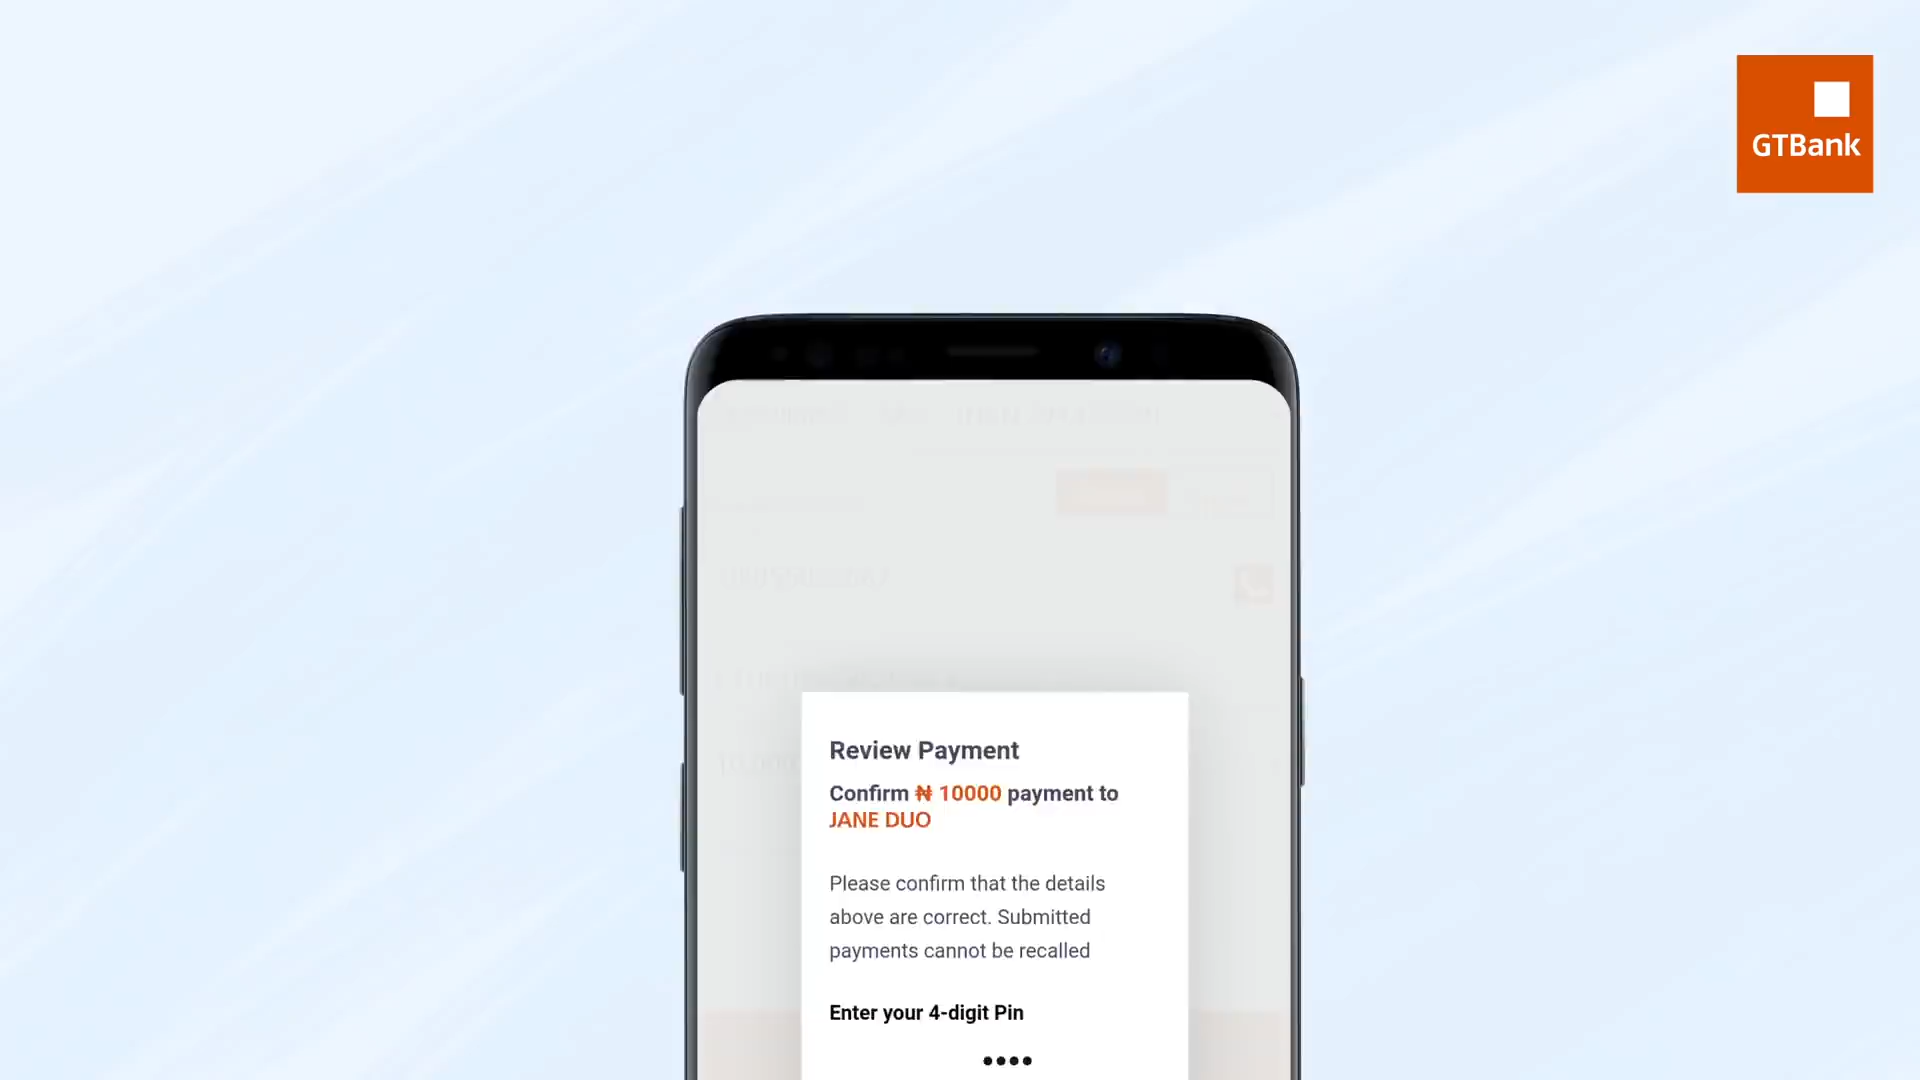 GTBank
Review Payment
Confirm ₦ 10000 payment to
JANE DUO
Please confirm that the details
above are correct. Submitted
payments cannot be recalled
Enter your 4-digit Pin